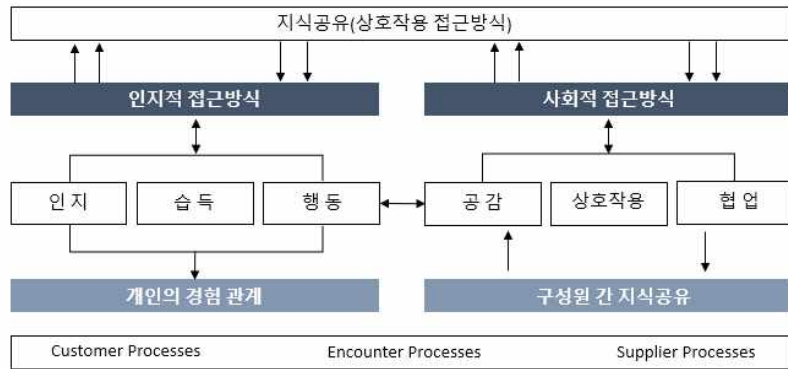 지식공유(상호작용 접근방식)
인지적 접근방식
사회적 접근방식
인 지
습 득
행 동
공 감
상호작용
협 업
개인의 경험 관계
구성원 간 지식공유
Customer Processes
Encounter Processes
Supplier Processes